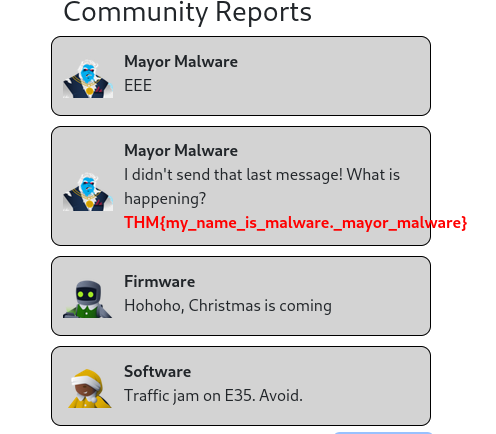 Community Reports
Mayor Malware
EEE
Mayor Malware
I didn't send that last message! What is
happening?
THM{my_name_is_malware._mayor_malware}
Firmware
Hohoho, Christmas is coming
Software
Traffic jam on E35. Avoid.